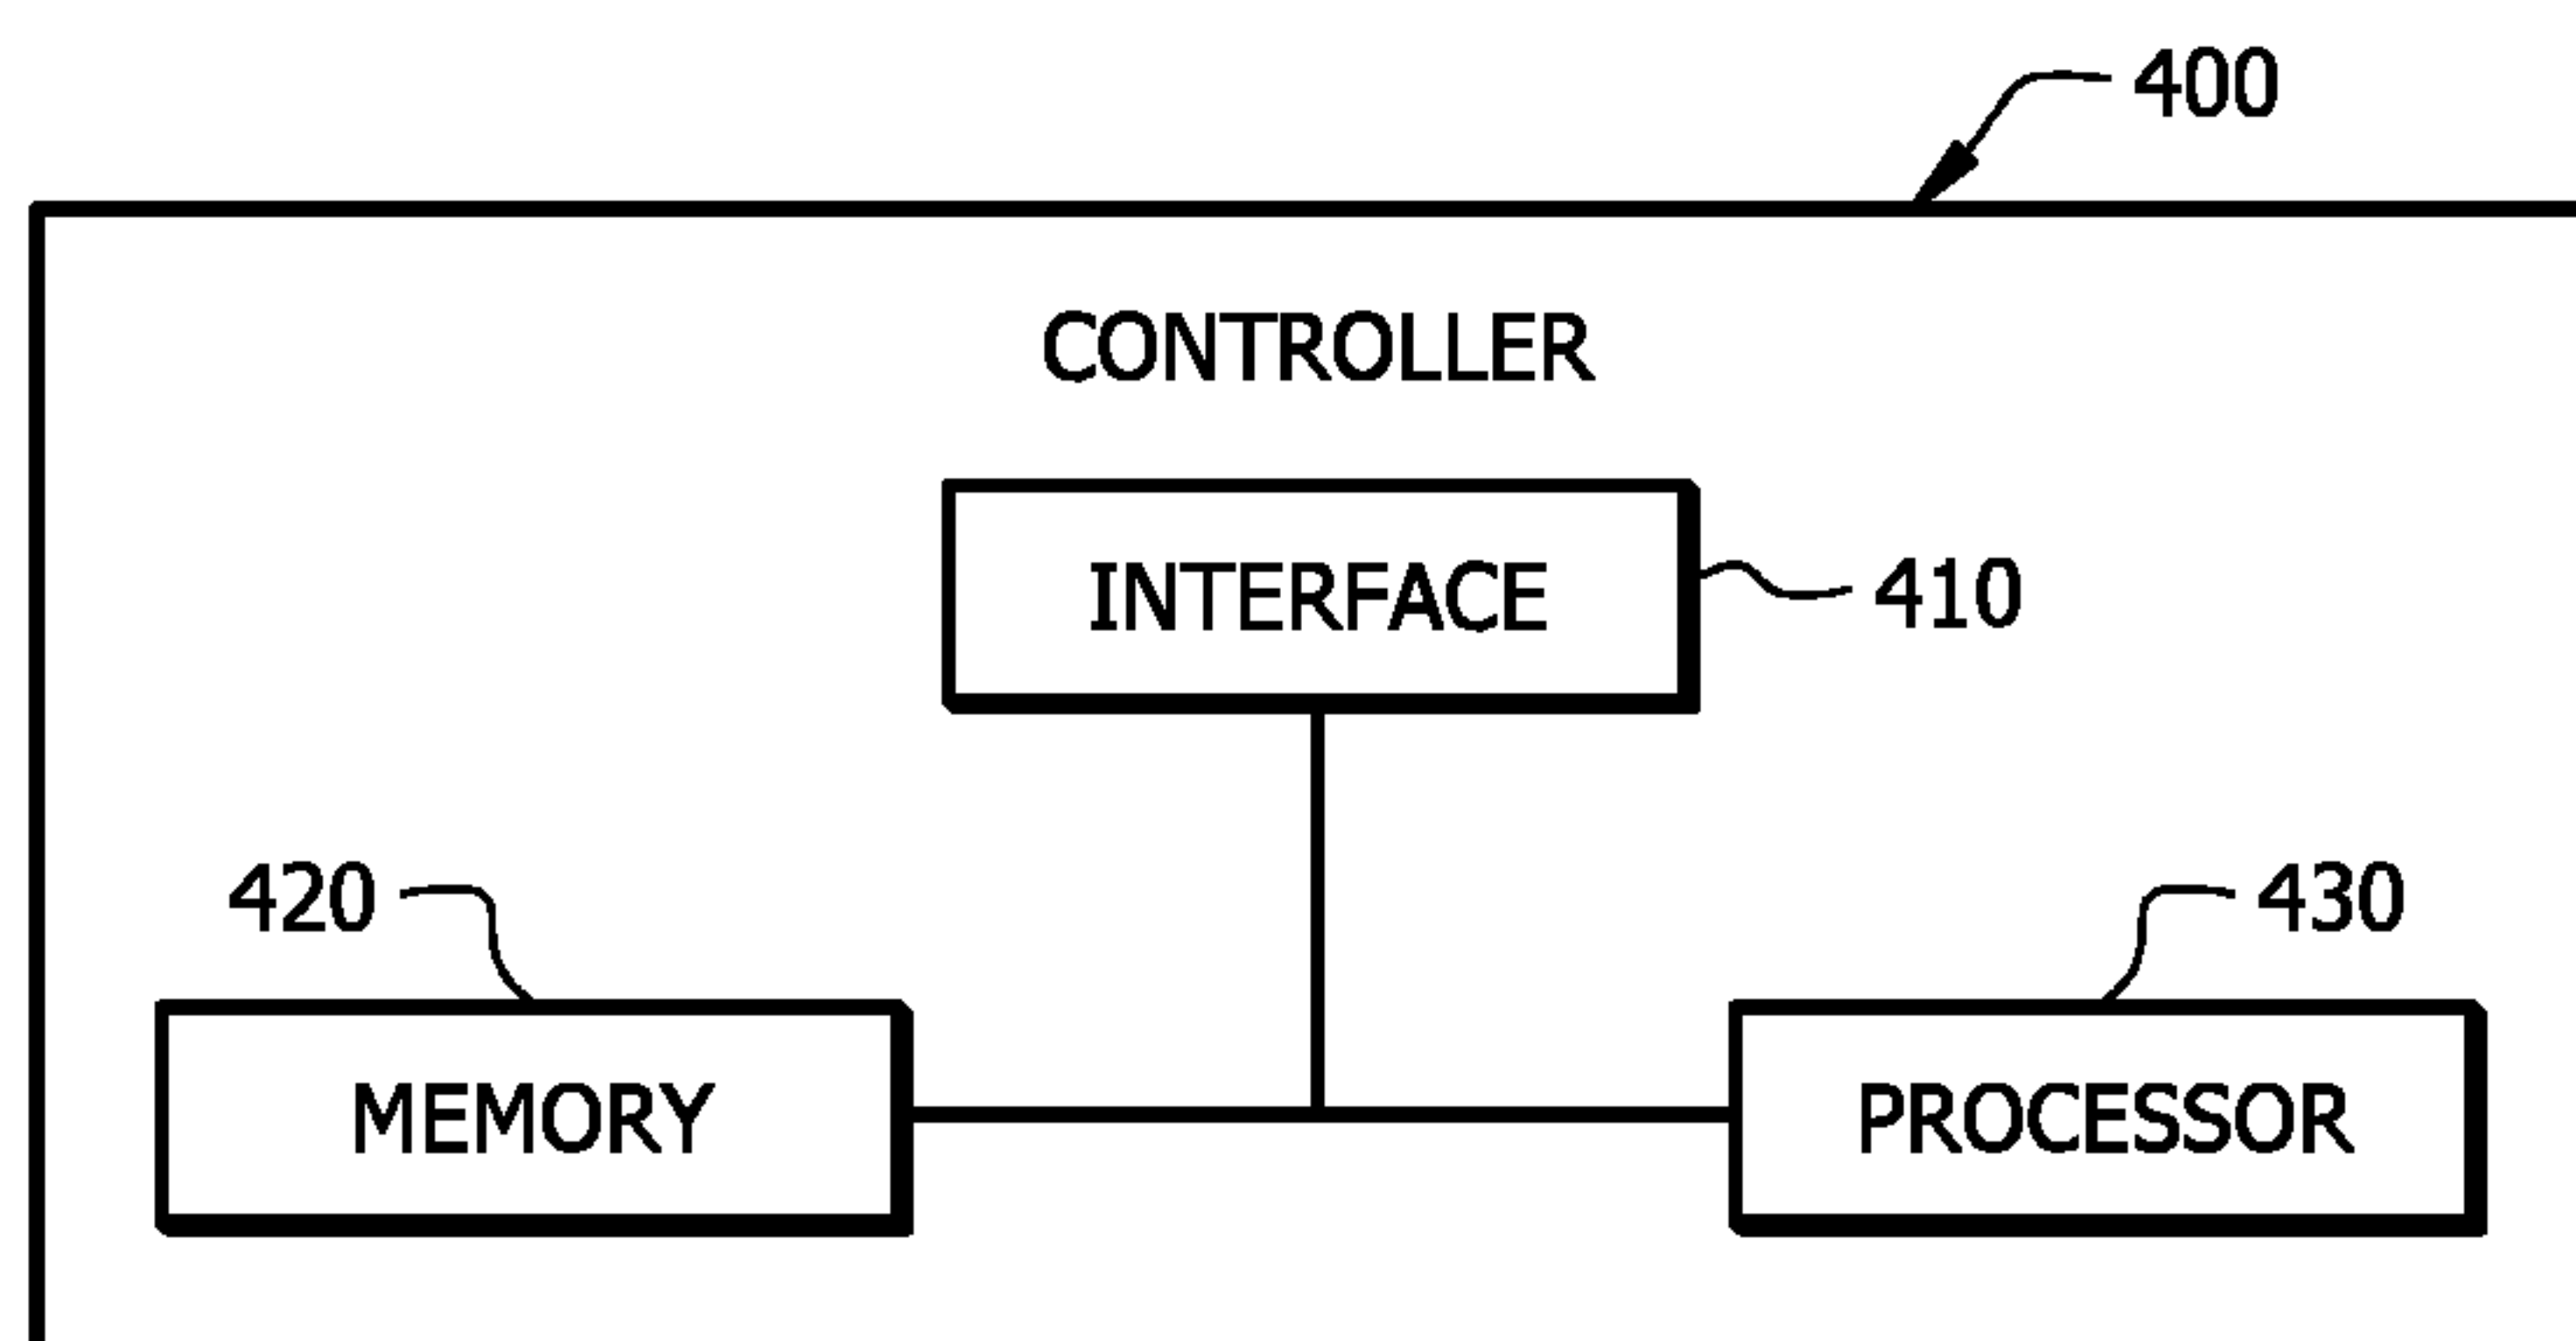 400
CONTROLLER
INTERFACE
410
420
430
MEMORY
PROCESSOR